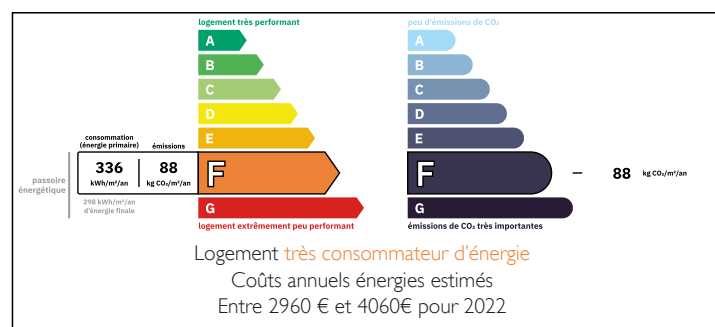 logement très performant
A
B
C
D
E
F
G
logement extrêmement peu performant
consommation
(énergie primaire)
émissions
336
88
kWh/m²/an
kg CO₂/m²/an
passoire
énergétique
298 kWh/m²/an
d'énergie finale
peu d'émissions de CO₂
A
B
C
D
E
F
G
émissions de CO₂ très importantes
88 kg CO₂/m²/an
Logement très consommateur d'énergie
Coûts annuels énergies estimés
Entre 2960 € et 4060€ pour 2022